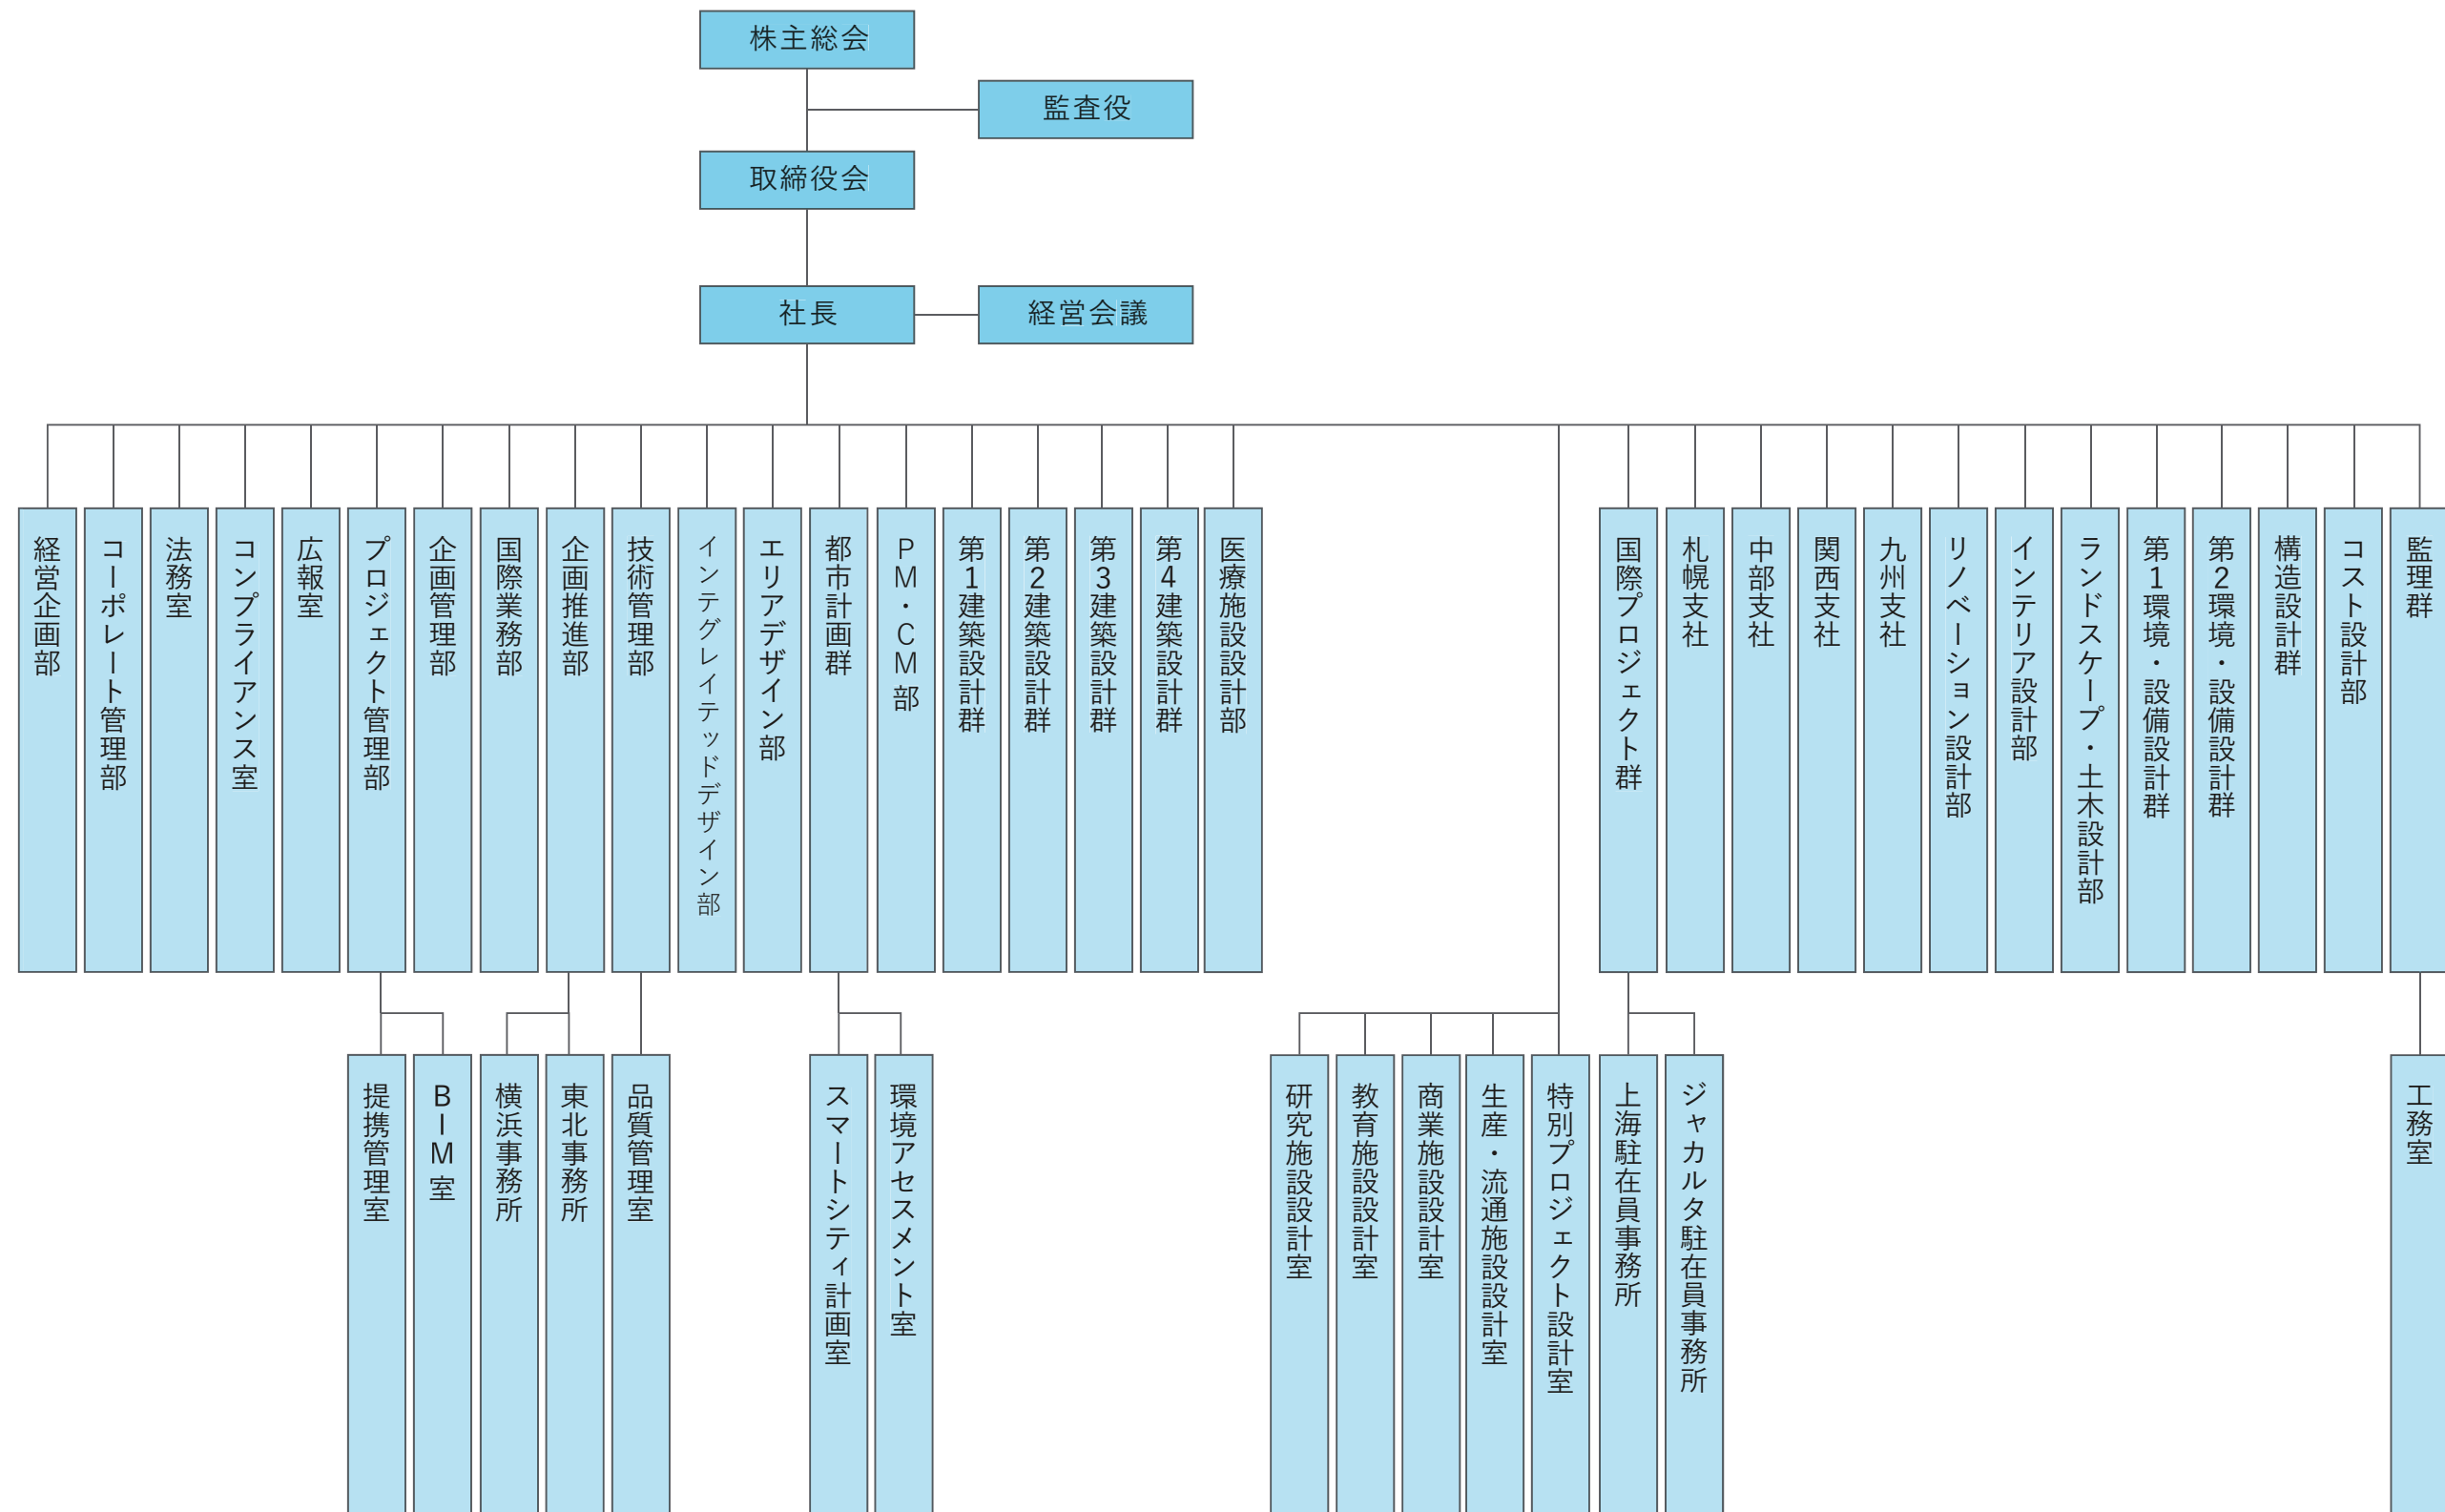 株主総会
監査役
取締役会
社長
経営会議
経営企画部
コーポレート管理部
法務室
コンプライアンス室
広報室
プロジェクト管理部
企画管理部
国際業務部
企画推進部
技術管理部
インテグレイテッドデザイン部
エリアデザイン部
都市計画群
ＰＭ・ＣＭ部
第1建築設計群
第2建築設計群
第3建築設計群
第4建築設計群
医療施設設計部
国際プロジェクト群
札幌支社
中部支社
関西支社
九州支社
リノベーション設計部
インテリア設計部
ランドスケープ・土木設計部
第1環境・設備設計群
第2環境・設備設計群
構造設計群
コスト設計部
監理群
提携管理室
ＢＩＭ室
横浜事務所
東北事務所
品質管理室
スマートシティ計画室
環境アセスメント室
研究施設設計室
教育施設設計室
商業施設設計室
生産・流通施設設計室
特別プロジェクト設計室
上海駐在員事務所
ジャカルタ駐在員事務所
工務室